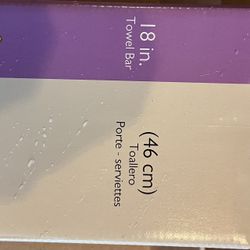 18 in.
Towel Bar
(46 cm)
Toallero
Porte - serviettes